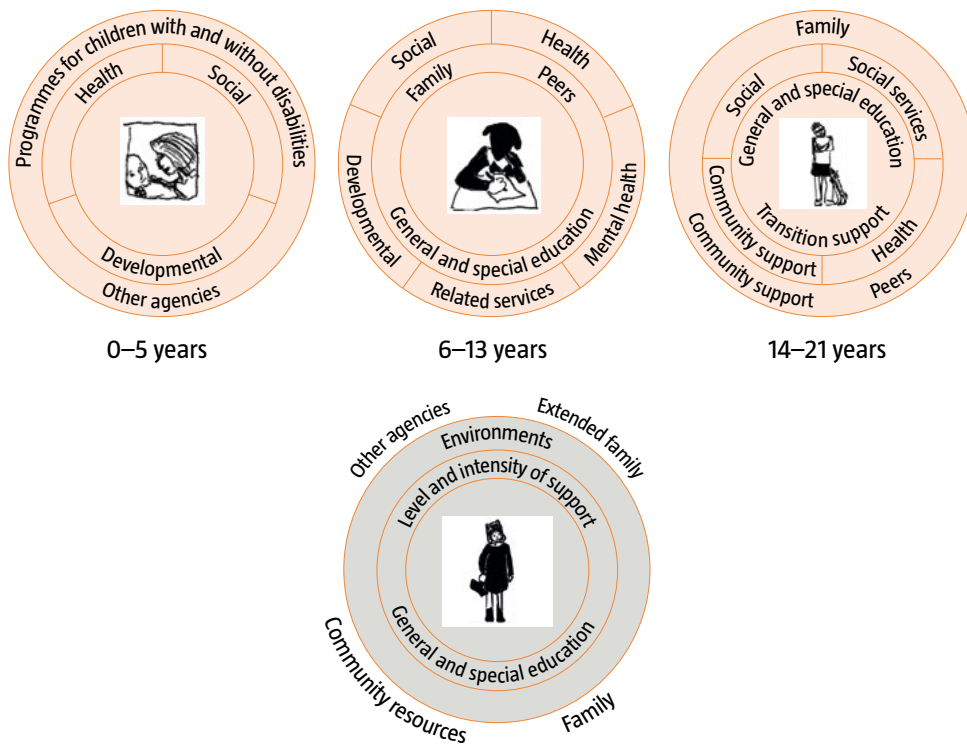 Programmes for children with and without disabilities
Health
Social
Developmental
Other agencies
0–5 years
Social
Health
Family
Peers
Developmental
General and special education
Mental health
Related services
6–13 years
Family
Social
Social services
General and special education
Transition support
Community support
Health
Community support
Peers
14–21 years
Other agencies
Extended family
Environments
Level and intensity of support
General and special education
Community resources
Family